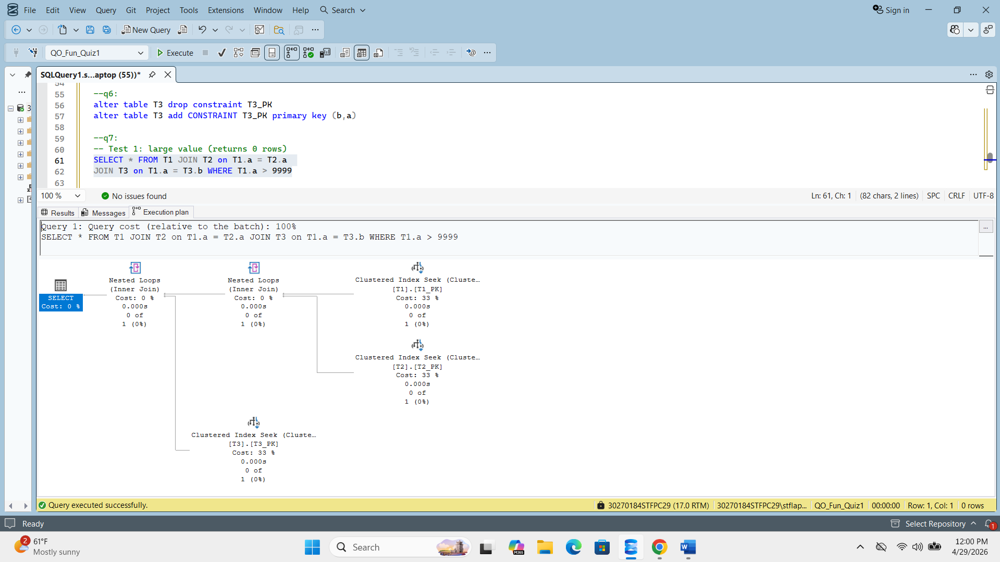 File Edit View Query Git Project Tools Extensions Window Help Search Sign in
New Query
QO_Fun_Quiz1 Execute
SQLQuery1.s...aptop (55))*
54
55 --q6:
56 alter table T3 drop constraint T3_PK
57 alter table T3 add CONSTRAINT T3_PK primary key (b,a)
58
59 --q7:
60 -- Test 1: large value (returns 0 rows)
61 SELECT * FROM T1 JOIN T2 on T1.a = T2.a
62 JOIN T3 on T1.a = T3.b WHERE T1.a > 9999
63
3
100 % No issues found Ln: 61, Ch: 1 (82 chars, 2 lines) SPC CRLF UTF-8
Results Messages Execution plan
Query 1: Query cost (relative to the batch): 100%
SELECT * FROM T1 JOIN T2 on T1.a = T2.a JOIN T3 on T1.a = T3.b WHERE T1.a > 9999
...
SELECT
Cost: 0 %
Nested Loops
(Inner Join)
Cost: 0 %
0.000s
0 of
1 (0%)
Nested Loops
(Inner Join)
Cost: 0 %
0.000s
0 of
1 (0%)
Clustered Index Seek (Cluste...
[T1].[T1_PK]
Cost: 33 %
0.000s
0 of
1 (0%)
Clustered Index Seek (Cluste...
[T2].[T2_PK]
Cost: 33 %
0.000s
0 of
1 (0%)
Clustered Index Seek (Cluste...
[T3].[T3_PK]
Cost: 33 %
0.000s
0 of
1 (0%)
Query executed successfully. 30270184STFPC29 (17.0 RTM) 30270184STFPC29\stflap... QO_Fun_Quiz1 00:00:00 Row: 1, Col: 1 0 rows
Ready Select Repository 1
2 61°F
Mostly sunny
Search
M365
12:00 PM
4/29/2026